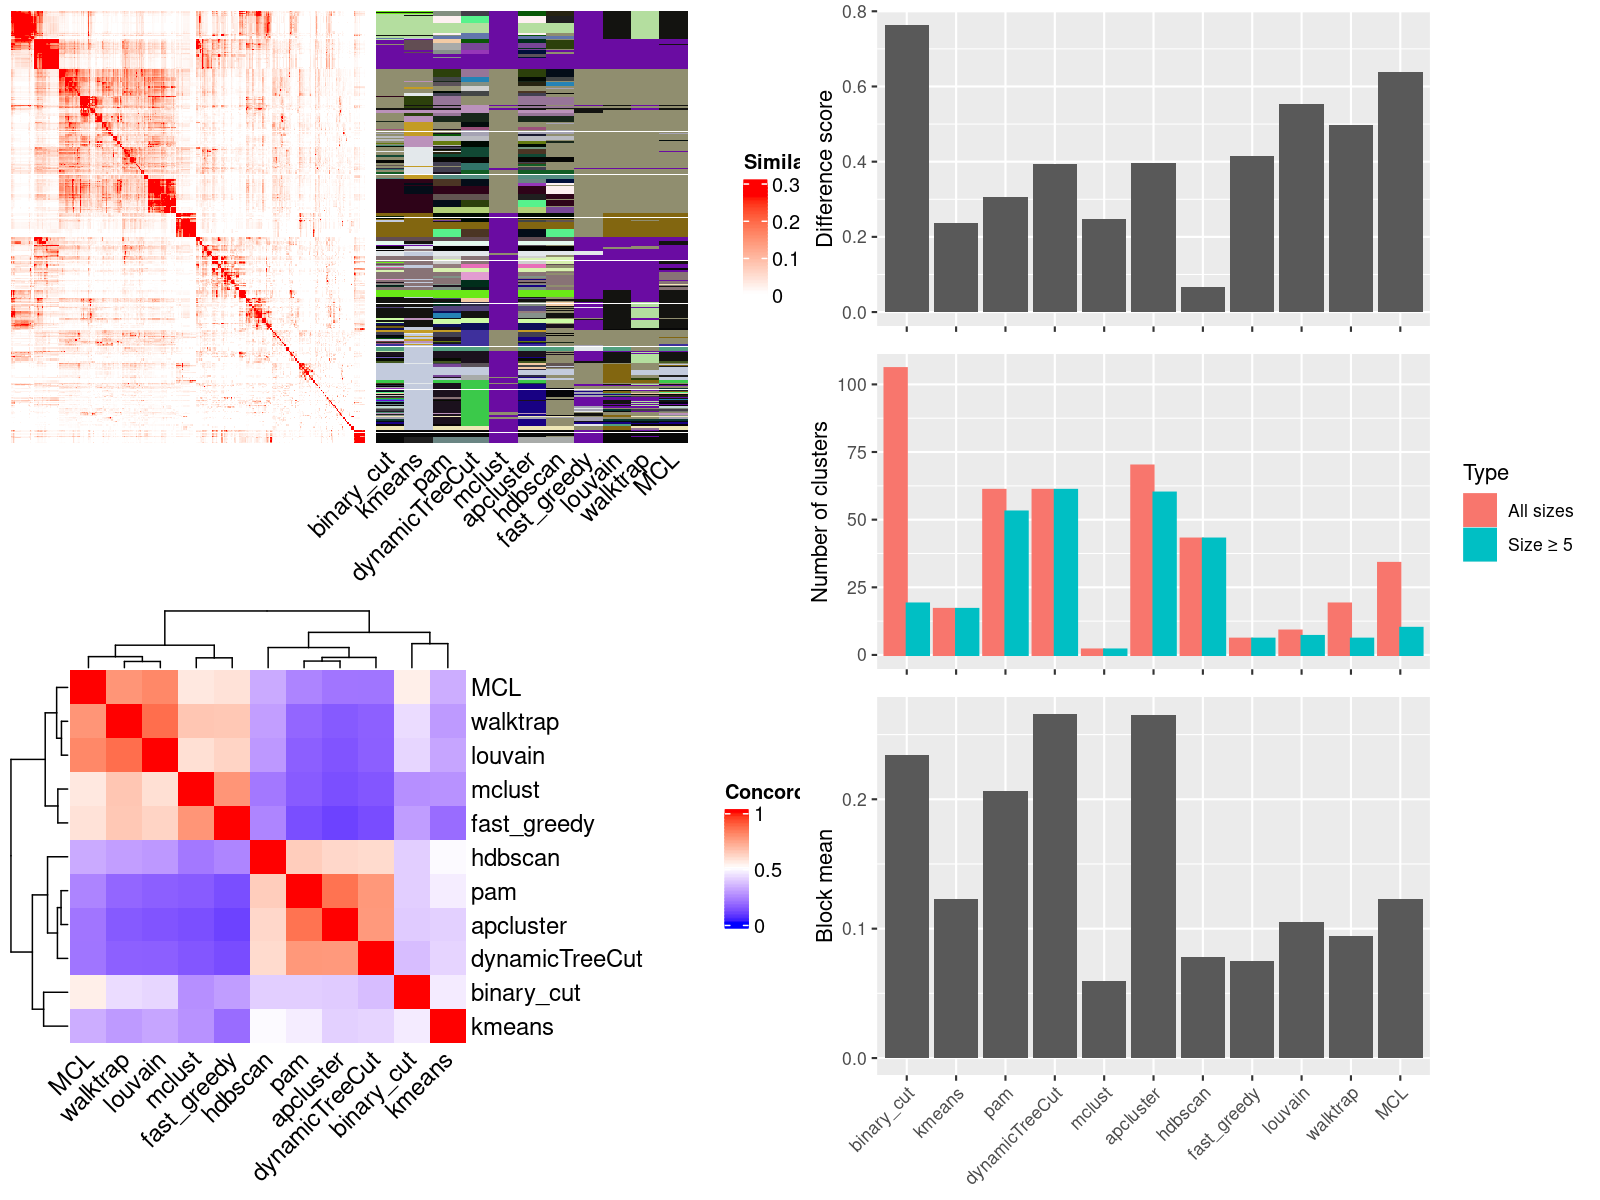 Simila
0.3
0.2
0.1
0
binary_cut
kmeans
pam
dynamicTreeCut
mclust
apcluster
hdbscan
fast_greedy
louvain
walktrap
MCL
MCL
walktrap
louvain
mclust
fast_greedy
hdbscan
pam
apcluster
dynamicTreeCut
binary_cut
kmeans
MCL
walktrap
louvain
mclust
fast_greedy
hdbscan
pam
apcluster
dynamicTreeCut
binary_cut
kmeans
Concord
1
0.5
0
Difference score
0.8
0.6
0.4
0.2
0.0
Number of clusters
100
75
50
25
0
Type
All sizes
Size ≥ 5
Block mean
0.2
0.1
0.0
binary_cut
kmeans
pam
dynamicTreeCut
mclust
apcluster
hdbscan
fast_greedy
louvain
walktrap
MCL